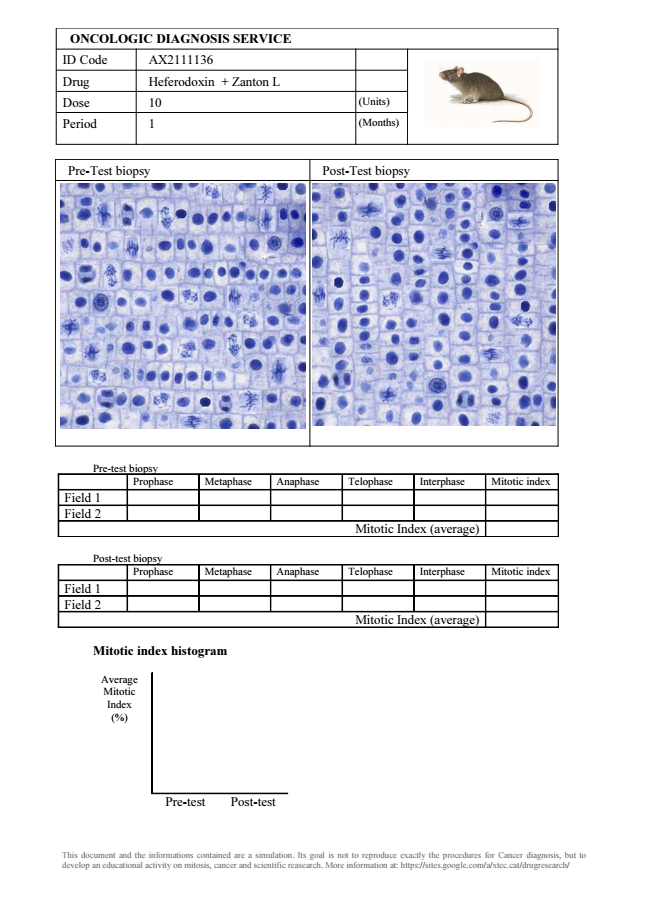 ONCOLOGIC DIAGNOSIS SERVICE
ID Code AX2111136
Drug Heferodoxin + Zanton L
Dose 10 (Units)
Period 1 (Months)
Pre-Test biopsy Post-Test biopsy
Pre-test biopsy
Prophase Metaphase Anaphase Telophase Interphase Mitotic index
Field 1
Field 2
Mitotic Index (average)
Post-test biopsy
Prophase Metaphase Anaphase Telophase Interphase Mitotic index
Field 1
Field 2
Mitotic Index (average)
Mitotic index histogram
Average
Mitotic
Index
(%)
Pre-test Post-test
This document and the informations contained are a simulation. Its goal is not to reproduce exactly the procedures for Cancer diagnosis, but to
develop an educational activity on mitosis, cancer and scientific reasearch. More information at: https://sites.google.com/a/xtec.cat/drugresearch/